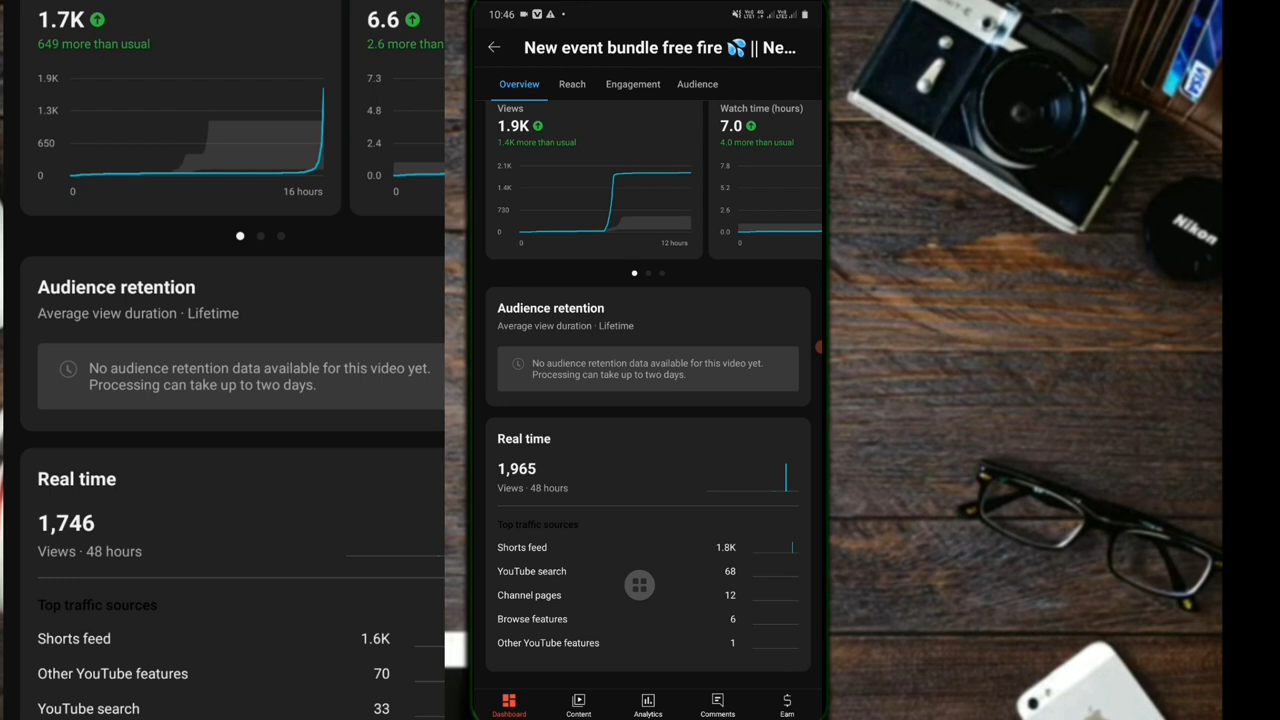 1.7K
649 more than usual
1.9K
1.3K
650
0
0
16 hours
6.6
2.6 more than
7.3
4.8
2.4
0.0
0
Audience retention
Average view duration · Lifetime
No audience retention data available for this video yet.
Processing can take up to two days.
Real time
1,746
Views · 48 hours
Top traffic sources
Shorts feed 1.6K
Other YouTube features 70
YouTube search 33
10:46
New event bundle free fire 💦 || Ne...
Overview Reach Engagement Audience
Views
1.9K
1.4K more than usual
2.1K
1.4K
730
0
0 12 hours
Watch time (hours)
7.0
4.0 more than usual
7.8
5.2
2.6
0.0
0
Audience retention
Average view duration · Lifetime
No audience retention data available for this video yet.
Processing can take up to two days.
Real time
1,965
Views · 48 hours
Top traffic sources
Shorts feed 1.8K
YouTube search 68
Channel pages 12
Browse features 6
Other YouTube features 1
Dashboard Content Analytics Comments Earn
VISA
Nikon